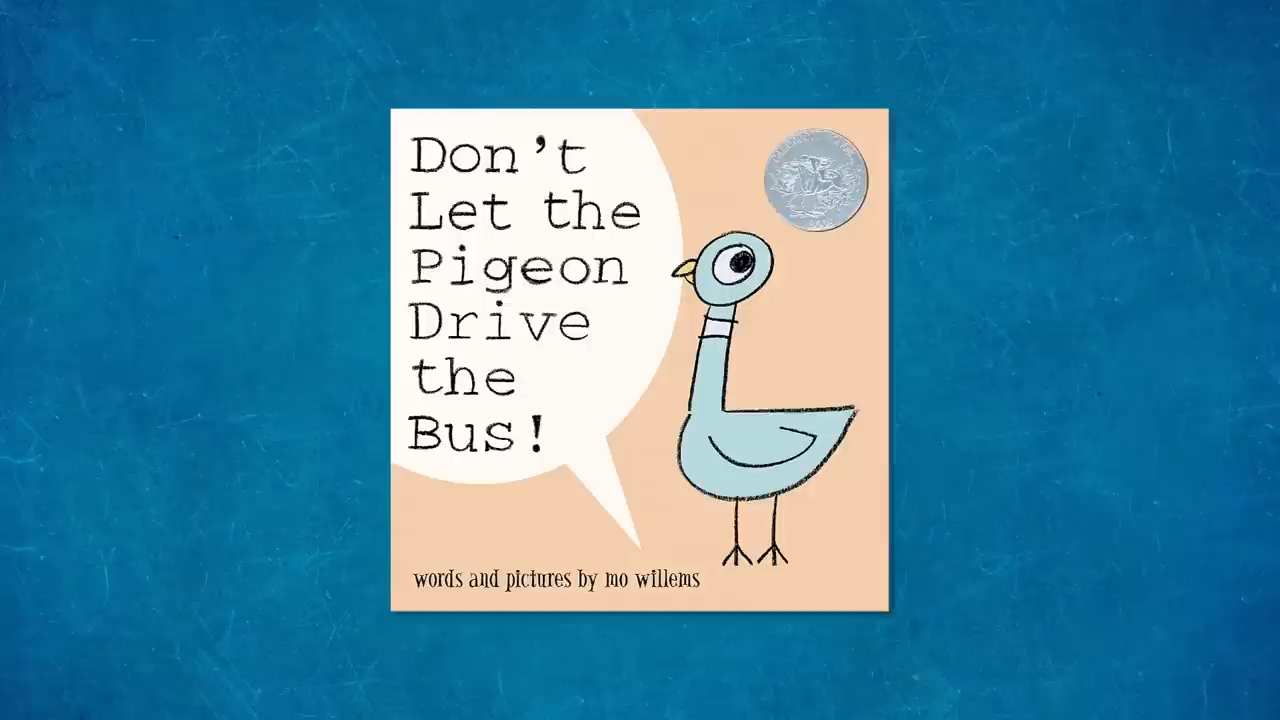 Don't
Let the
Pigeon
Drive
the
Bus!
words and pictures by mo willems